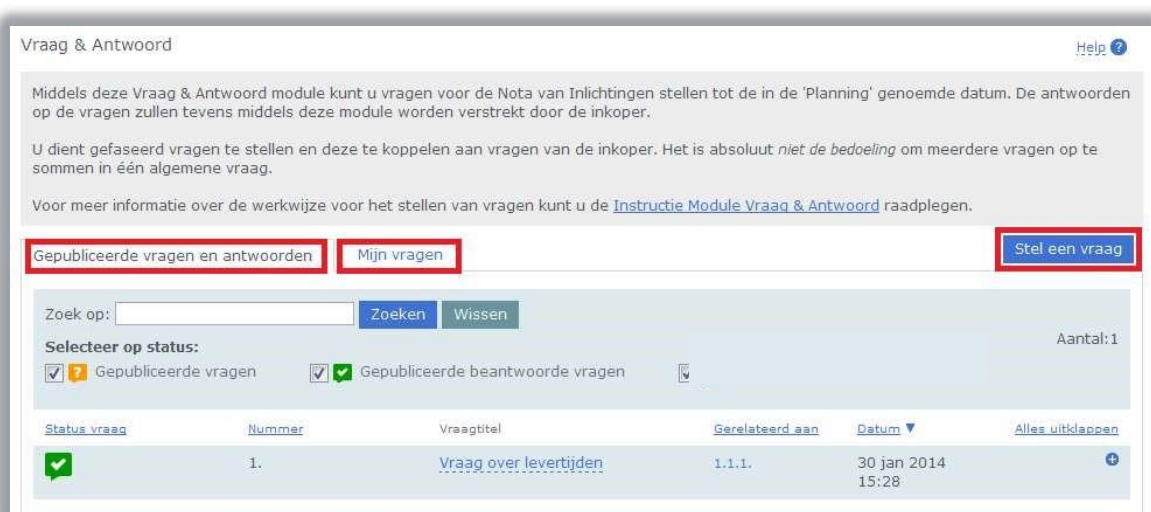 Vraag & Antwoord
Help ?
Middels deze Vraag & Antwoord module kunt u vragen voor de Nota van Inlichtingen stellen tot de in de 'Planning' genoemde datum. De antwoorden
op de vragen zullen tevens middels deze module worden verstrekt door de inkoper.
U dient gefaseerd vragen te stellen en deze te koppelen aan vragen van de inkoper. Het is absoluut niet de bedoeling om meerdere vragen op te
sommen in één algemene vraag.
Voor meer informatie over de werkwijze voor het stellen van vragen kunt u de Instructie Module Vraag & Antwoord raadplegen.
Gepubliceerde vragen en antwoorden Mijn vragen Stel een vraag
Zoek op: Zoeken Wissen
Aantal:1
Selecteer op status:
? Gepubliceerde vragen Gepubliceerde beantwoorde vragen
Status vraag Nummer Vraagtitel Gerelateerd aan Datum ▼ Alles uitklappen
1. Vraag over levertijden 1.1.1. 30 jan 2014
15:28